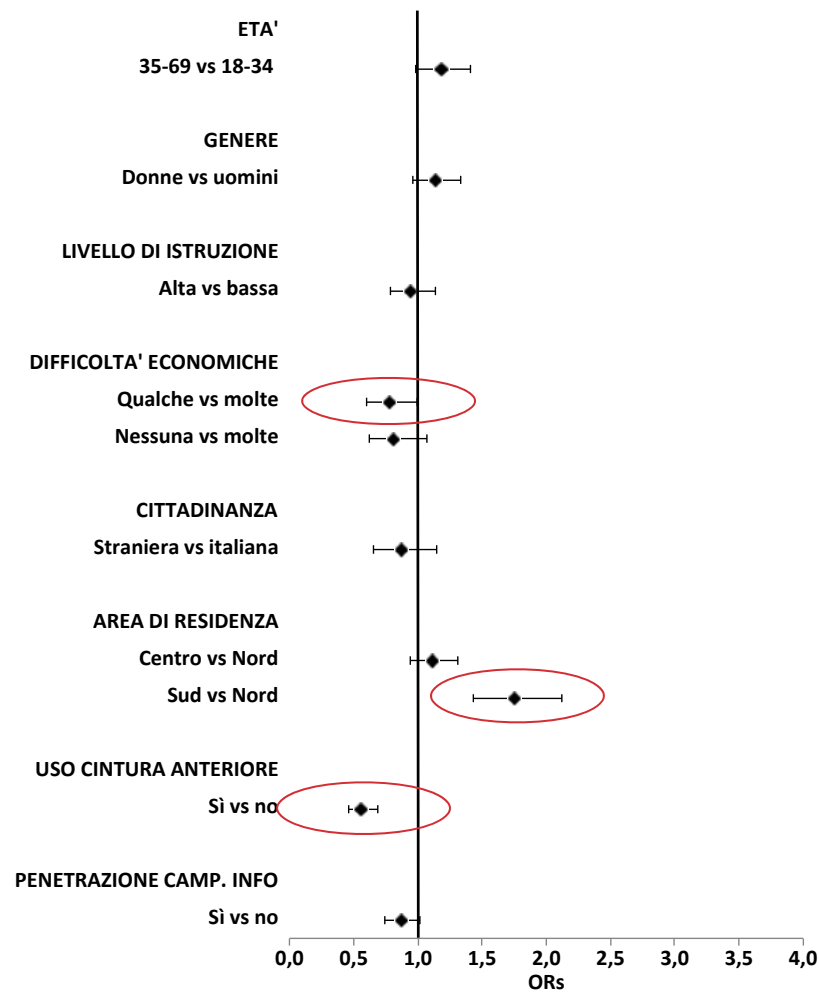 ETA'
35-69 vs 18-34
GENERE
Donne vs uomini
LIVELLO DI ISTRUZIONE
Alta vs bassa
DIFFICOLTA' ECONOMICHE
Qualche vs molte
Nessuna vs molte
CITTADINANZA
Straniera vs italiana
AREA DI RESIDENZA
Centro vs Nord
Sud vs Nord
USO CINTURA ANTERIORE
Sì vs no
PENETRAZIONE CAMP. INFO
Sì vs no
0,0 0,5 1,0 1,5 2,0 2,5 3,0 3,5 4,0
ORs